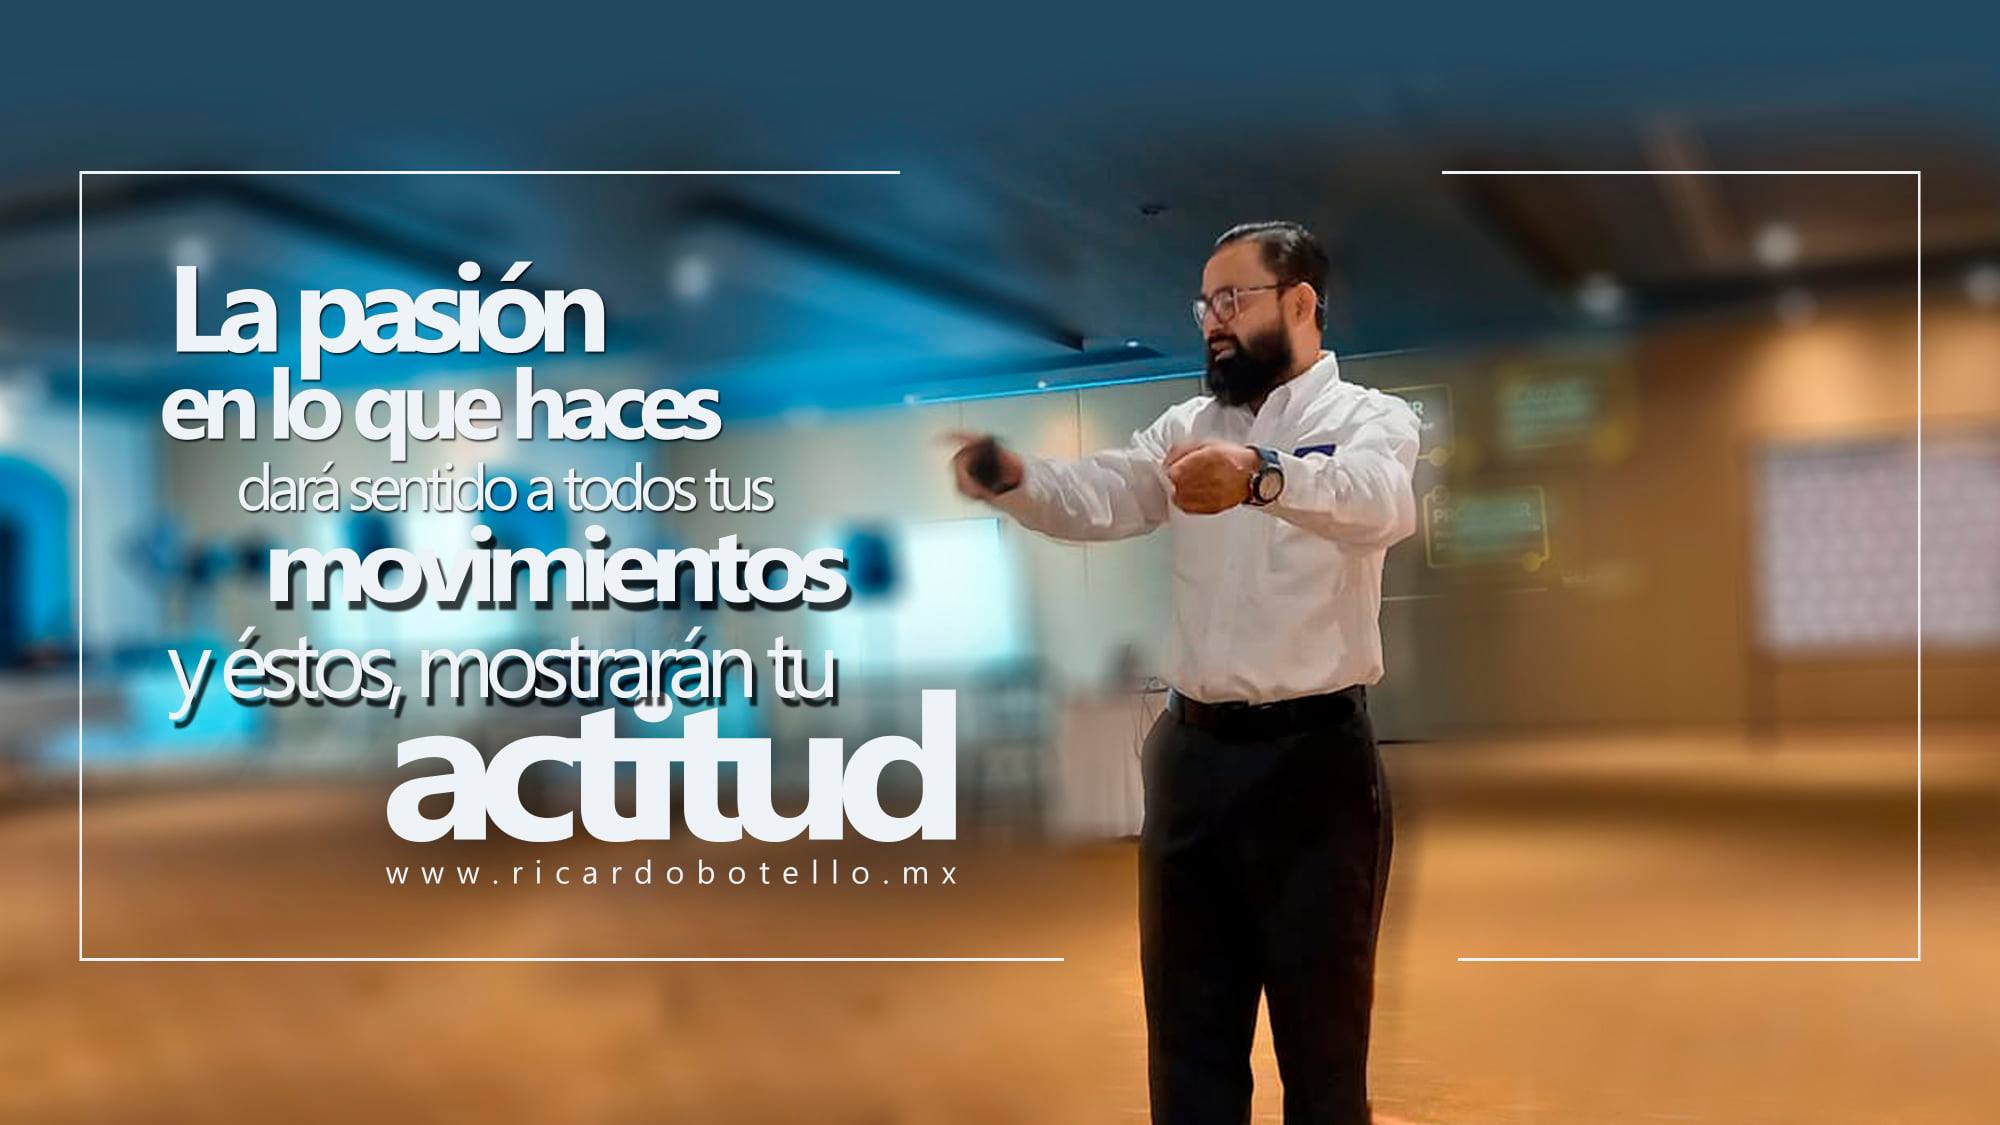 La pasión
en lo que haces
dará sentido a todos tus
movimientos
y éstos, mostrarán tu
actitud
www.ricardobotello.mx